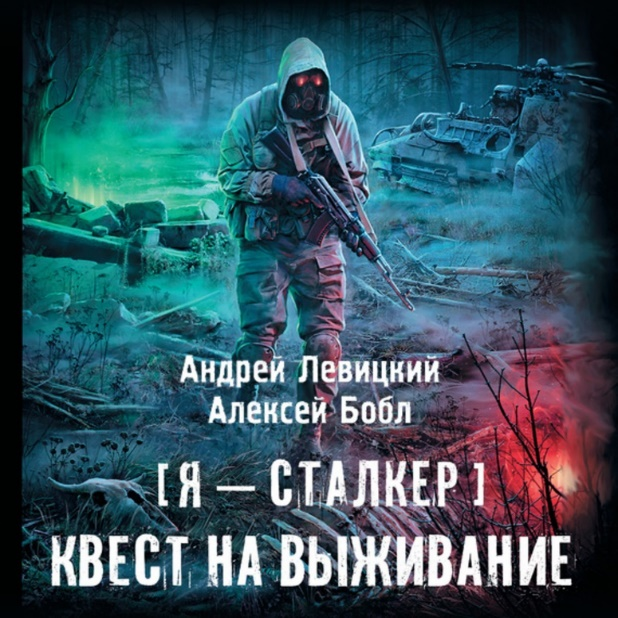 Андрей Левицкий
Алексей Бобл
[ Я — СТАЛКЕР ]
КВЕСТ НА ВЫЖИВАНИЕ